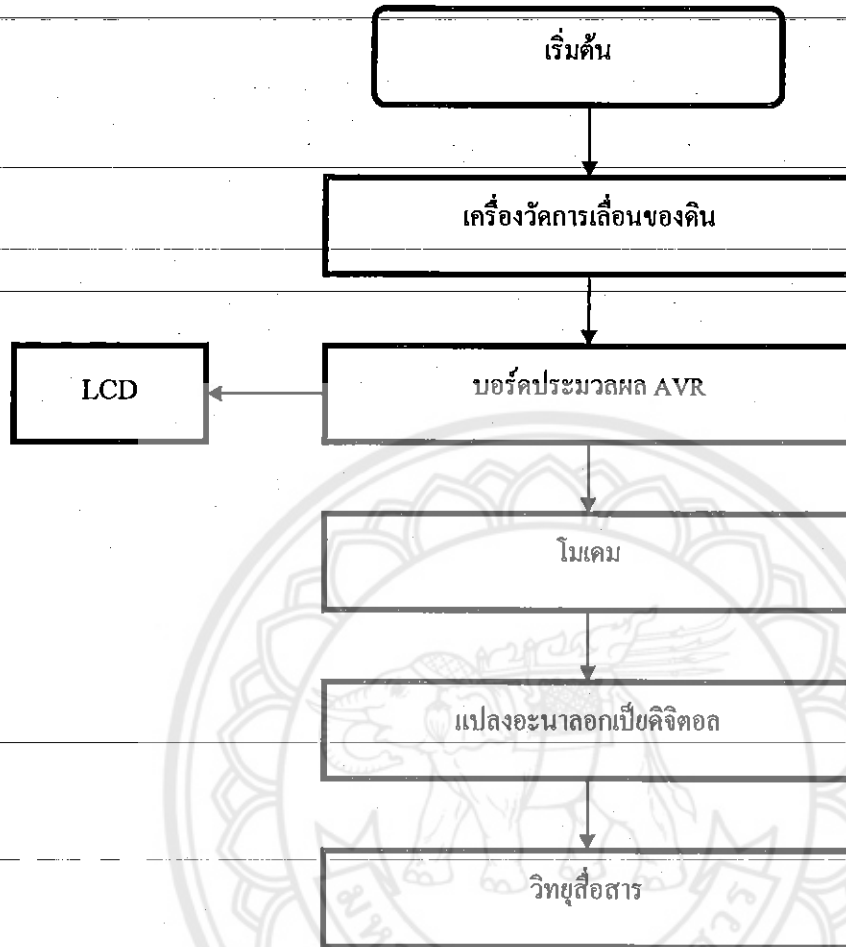 เริ่มต้น
เครื่องวัดการเลื่อนของดิน
LCD
บอร์ดประมวลผล AVR
โมเดม
แปลงอะนาลอกเป็ยดิจิตอล
วิทยุสื่อสาร